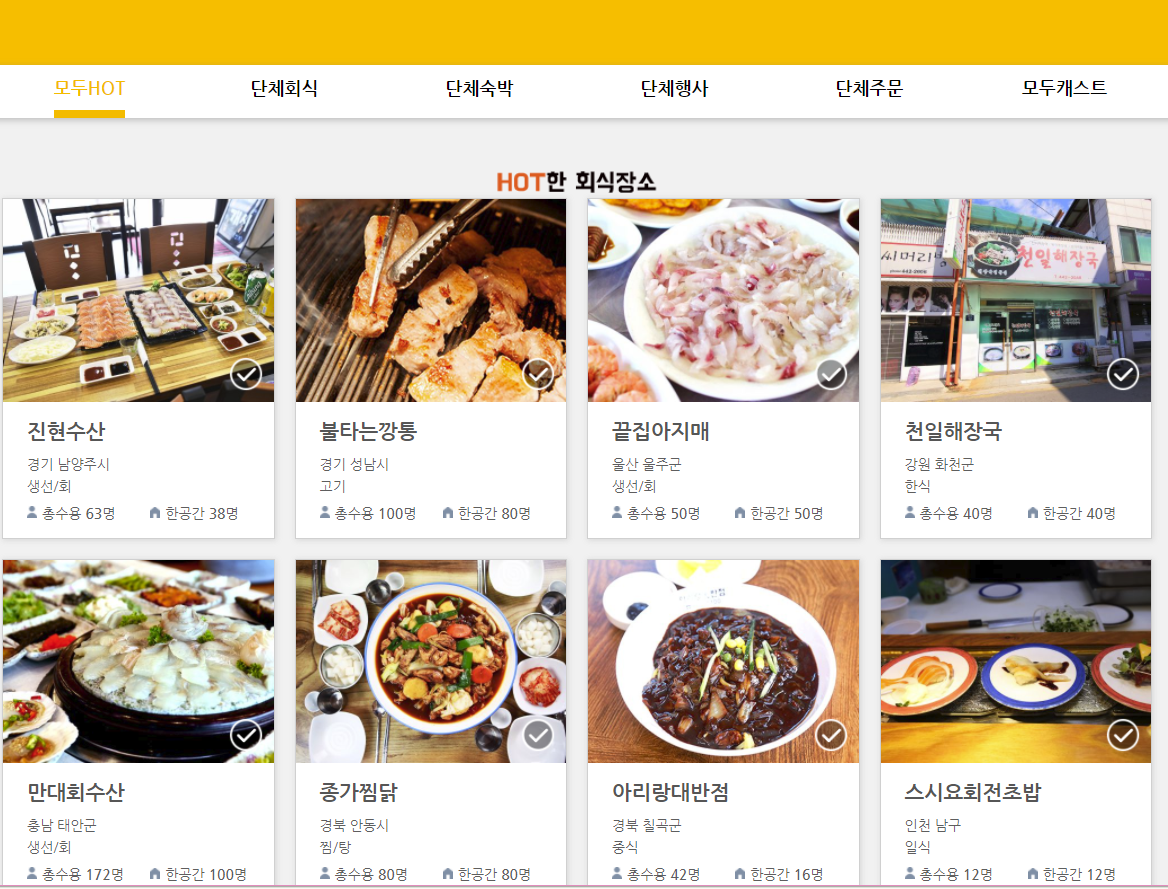 모두HOT 단체회식 단체숙박 단체행사 단체주문 모두캐스트
HOT한 회식장소
씨머리방
천일해장국
진현수산
경기 남양주시
생선/회
총수용 63명 한공간 38명
불타는깡통
경기 성남시
고기
총수용 100명 한공간 80명
끝집아지매
울산 울주군
생선/회
총수용 50명 한공간 50명
천일해장국
강원 화천군
한식
총수용 40명 한공간 40명
만대회수산
충남 태안군
생선/회
총수용 172명 한공간 100명
종가찜닭
경북 안동시
찜/탕
총수용 80명 한공간 80명
아리랑대반점
경북 칠곡군
중식
총수용 42명 한공간 16명
스시요회전초밥
인천 남구
일식
총수용 12명 한공간 12명